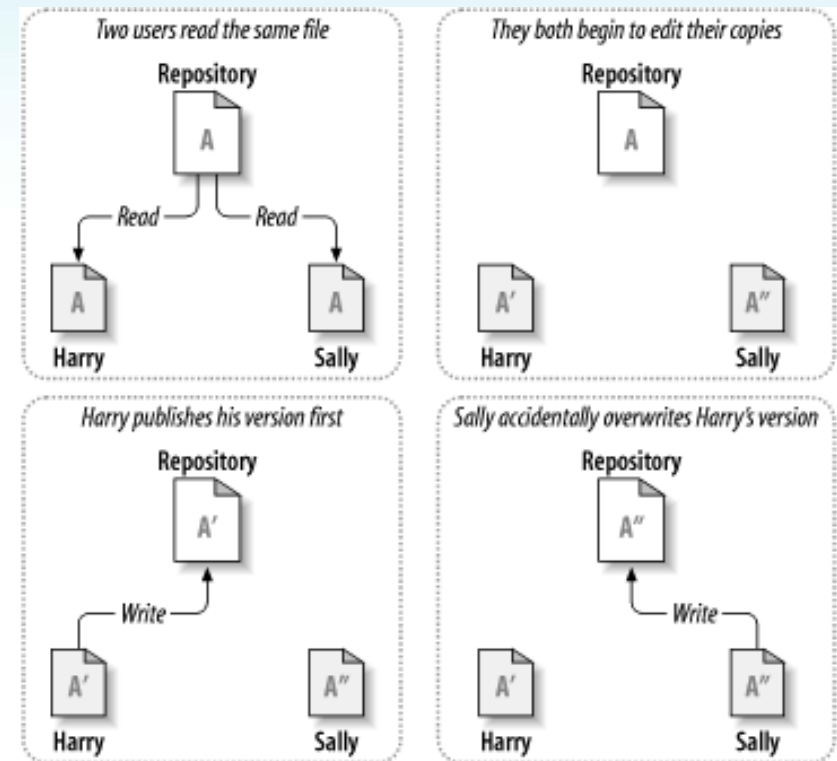 Two users read the same file
Repository
A
Read
Read
A
A
Harry
Sally
They both begin to edit their copies
Repository
A
A'
A"
Harry
Sally
Harry publishes his version first
Repository
A'
Write
A'
A"
Harry
Sally
Sally accidentally overwrites Harry's version
Repository
A"
Write
A'
A"
Harry
Sally